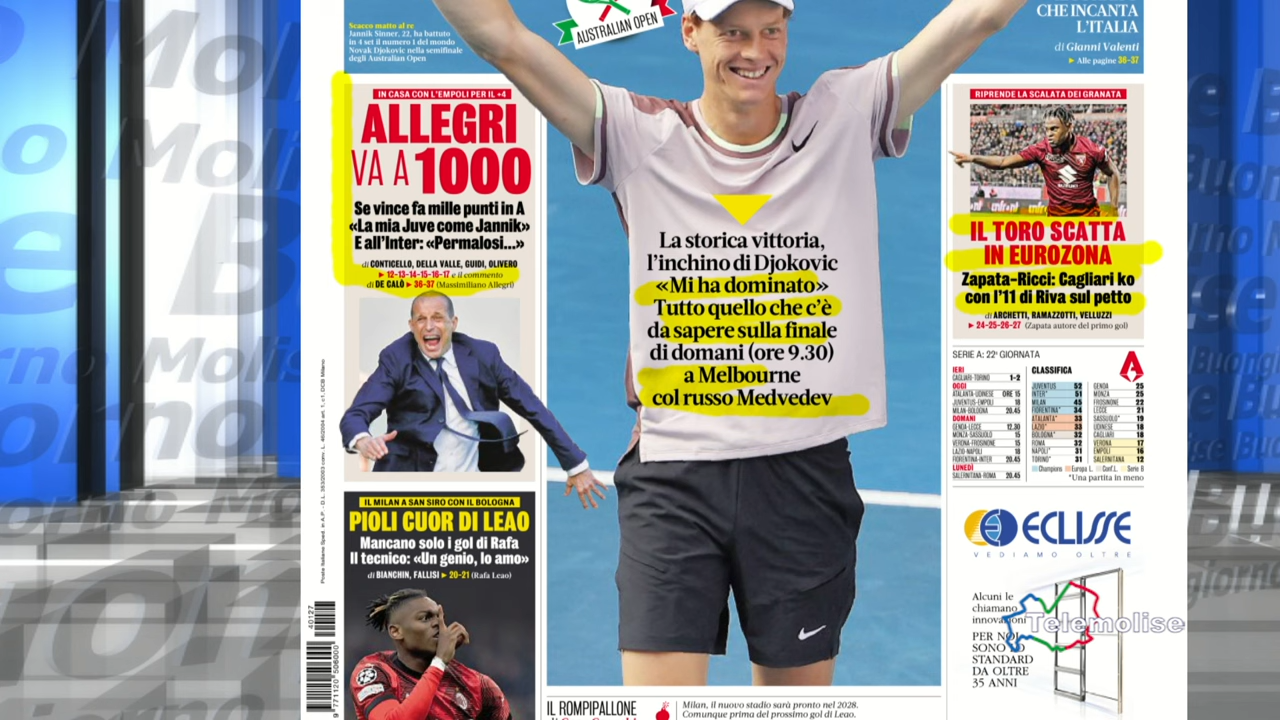 AUSTRALIAN OPEN
Scacco matto al re
Jannik Sinner, 22, ha battuto
in 4 set il numero 1 del mondo
Novak Djokovic nella semifinale
degli Australian Open
CHE INCANTA
L'ITALIA
di Gianni Valenti
► Alle pagine 36-37
IN CASA CON L'EMPOLI PER IL +4
ALLEGRI
VA A 1000
Se vince fa mille punti in A
«La mia Juve come Jannik»
E all'Inter: «Permalosi...»
di CONTICELLO, DELLA VALLE, GUIDI, OLIVERO
► 12-13-14-15-16-17 e il commento
di DE CALÒ ► 36-37 (Massimiliano Allegri)
La storica vittoria,
l'inchino di Djokovic
«Mi ha dominato»
Tutto quello che c'è
da sapere sulla finale
di domani (ore 9.30)
a Melbourne
col russo Medvedev
RIPRENDE LA SCALATA DEI GRANATA
SUZUKI
IL TORO SCATTA
IN EUROZONA
Zapata-Ricci: Cagliari ko
con l'11 di Riva sul petto
di ARCHETTI, RAMAZZOTTI, VELLUZZI
► 24-25-26-27 (Zapata autore del primo gol)
SERIE A: 22ª GIORNATA
IERI
CAGLIARI-TORINO 1-2
OGGI
ATALANTA-UDINESE ORE 15
JUVENTUS-EMPOLI 18
MILAN-BOLOGNA 20.45
DOMANI
GENOA-LECCE 12.30
MONZA-SASSUOLO 15
VERONA-FROSINONE 15
LAZIO-NAPOLI 18
FIORENTINA-INTER 20.45
LUNEDÌ
SALERNITANA-ROMA 20.45
CLASSIFICA
JUVENTUS 52
INTER* 51
MILAN 45
FIORENTINA* 34
ATALANTA* 33
LAZIO* 33
BOLOGNA* 32
ROMA 32
NAPOLI* 31
TORINO* 31
GENOA 25
MONZA 25
FROSINONE 22
LECCE 21
SASSUOLO* 19
UDINESE 18
CAGLIARI 18
VERONA 17
EMPOLI 16
SALERNITANA 12
Champions Europa L. Conf.L. Serie B
*Una partita in meno
IL MILAN A SAN SIRO CON IL BOLOGNA
PIOLI CUOR DI LEAO
Mancano solo i gol di Rafa
Il tecnico: «Un genio, lo amo»
di BIANCHIN, FALLISI ► 20-21 (Rafa Leao)
ECLISSE
VEDIAMO OLTRE
Alcuni le
chiamano
innovazioni
PER NOI
SONO LO
STANDARD
DA OLTRE
35 ANNI
Telemolise
IL ROMPIPALLONE
Milan, il nuovo stadio sarà pronto nel 2028.
Comunque prima del prossimo gol di Leao.
40127
9 771120 506000